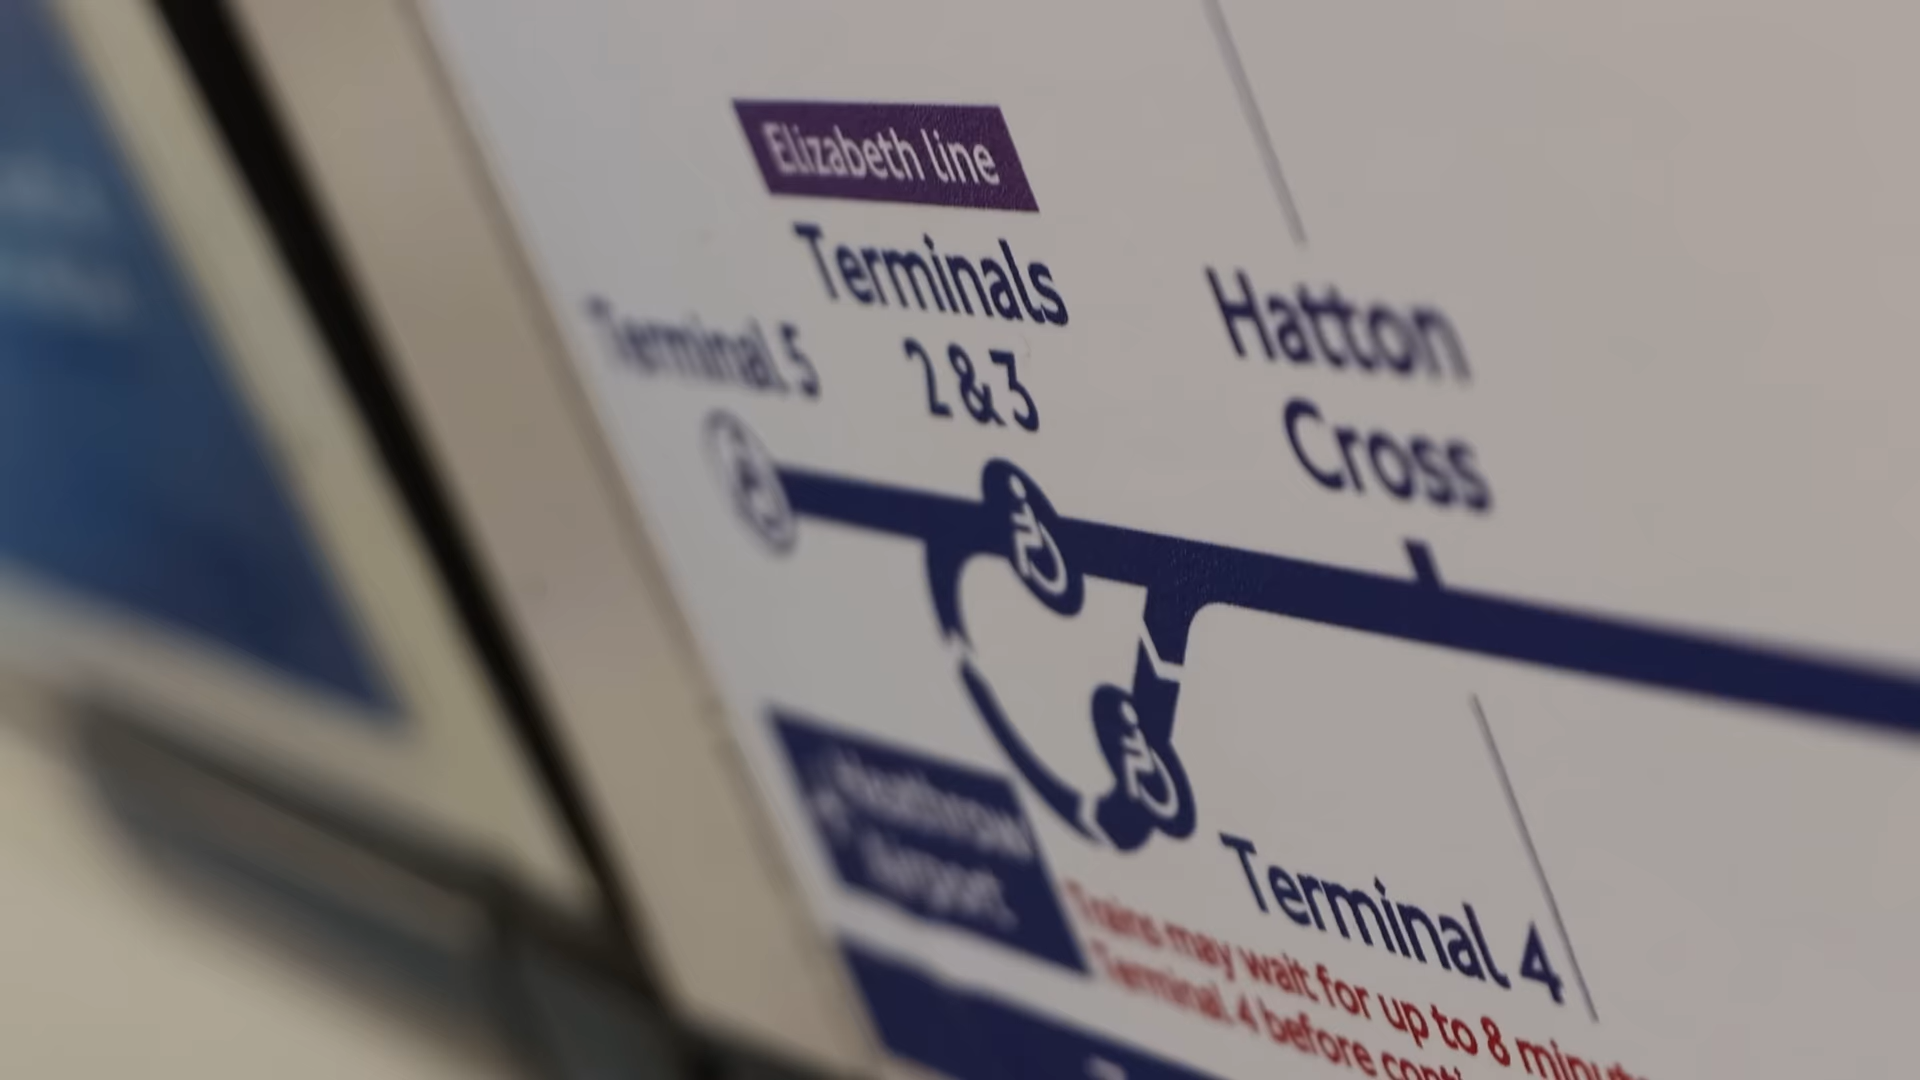 Elizabeth line
Terminals
2 & 3
Terminal 5
Hatton
Cross
Heathrow
Airport
Terminal 4
Trains may wait for up to 8
Terminal 4 before